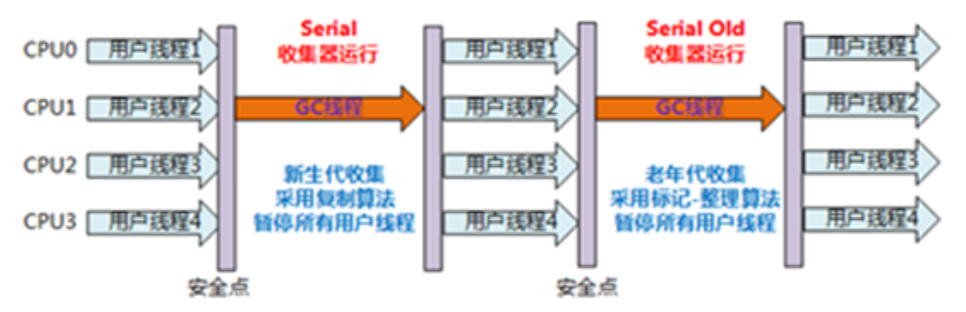 Serial
收集器运行
Serial Old
收集器运行
CPU0 用户线程1 用户线程1 用户线程1
CPU1 用户线程2 GC线程 用户线程2 GC线程 用户线程2
CPU2 用户线程3 用户线程3 用户线程3
CPU3 用户线程4 用户线程4 用户线程4
新生代收集
采用复制算法
暂停所有用户线程
老年代收集
采用标记-整理算法
暂停所有用户线程
安全点
安全点